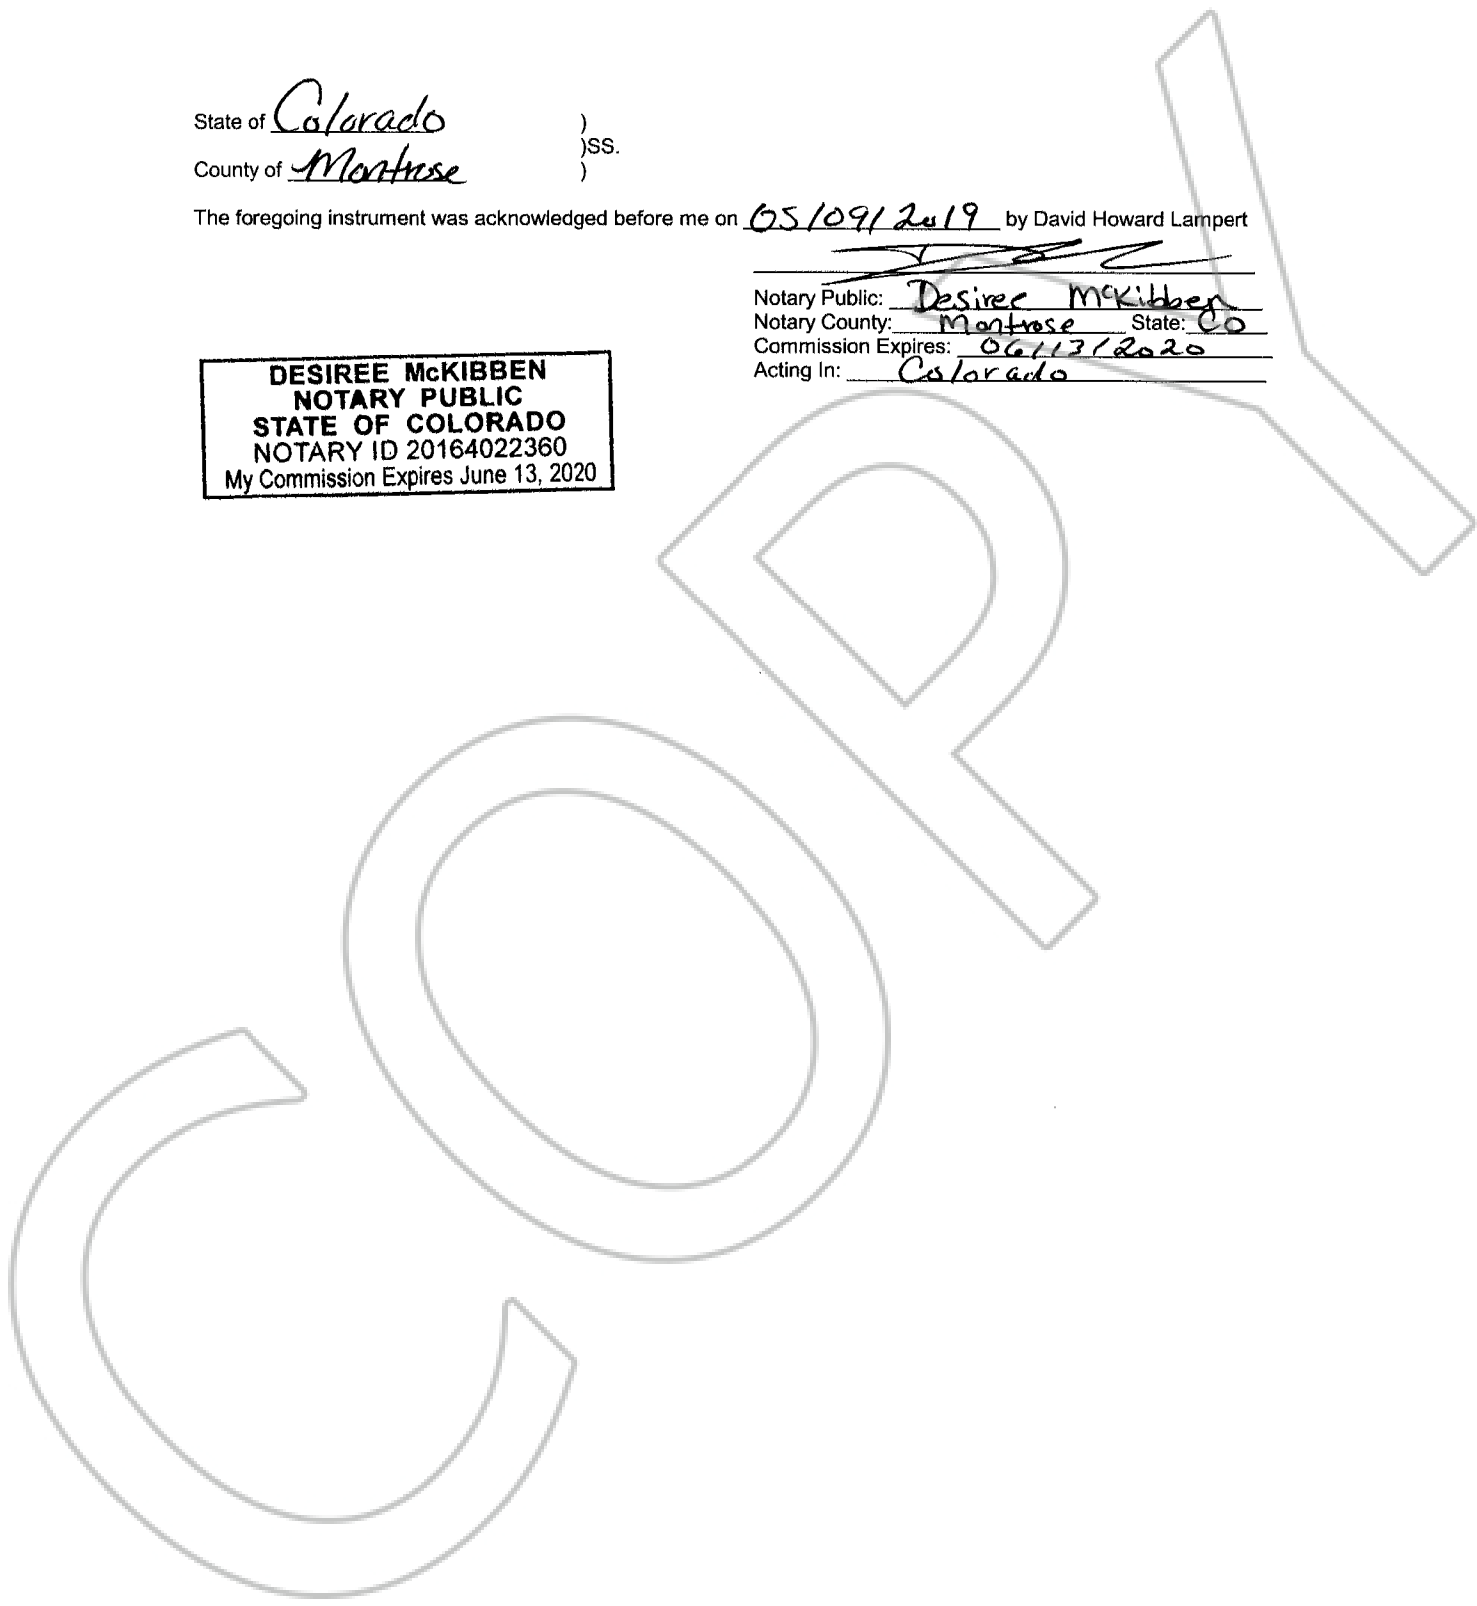 State of Colorado )
)SS.
County of Montrose )
The foregoing instrument was acknowledged before me on 05/09/2019 by David Howard Lampert
Notary Public: Desiree McKibben
Notary County: Montrose State: CO
Commission Expires: 06/13/2020
Acting In: Colorado
DESIREE McKIBBEN
NOTARY PUBLIC
STATE OF COLORADO
NOTARY ID 20164022360
My Commission Expires June 13, 2020
COPY